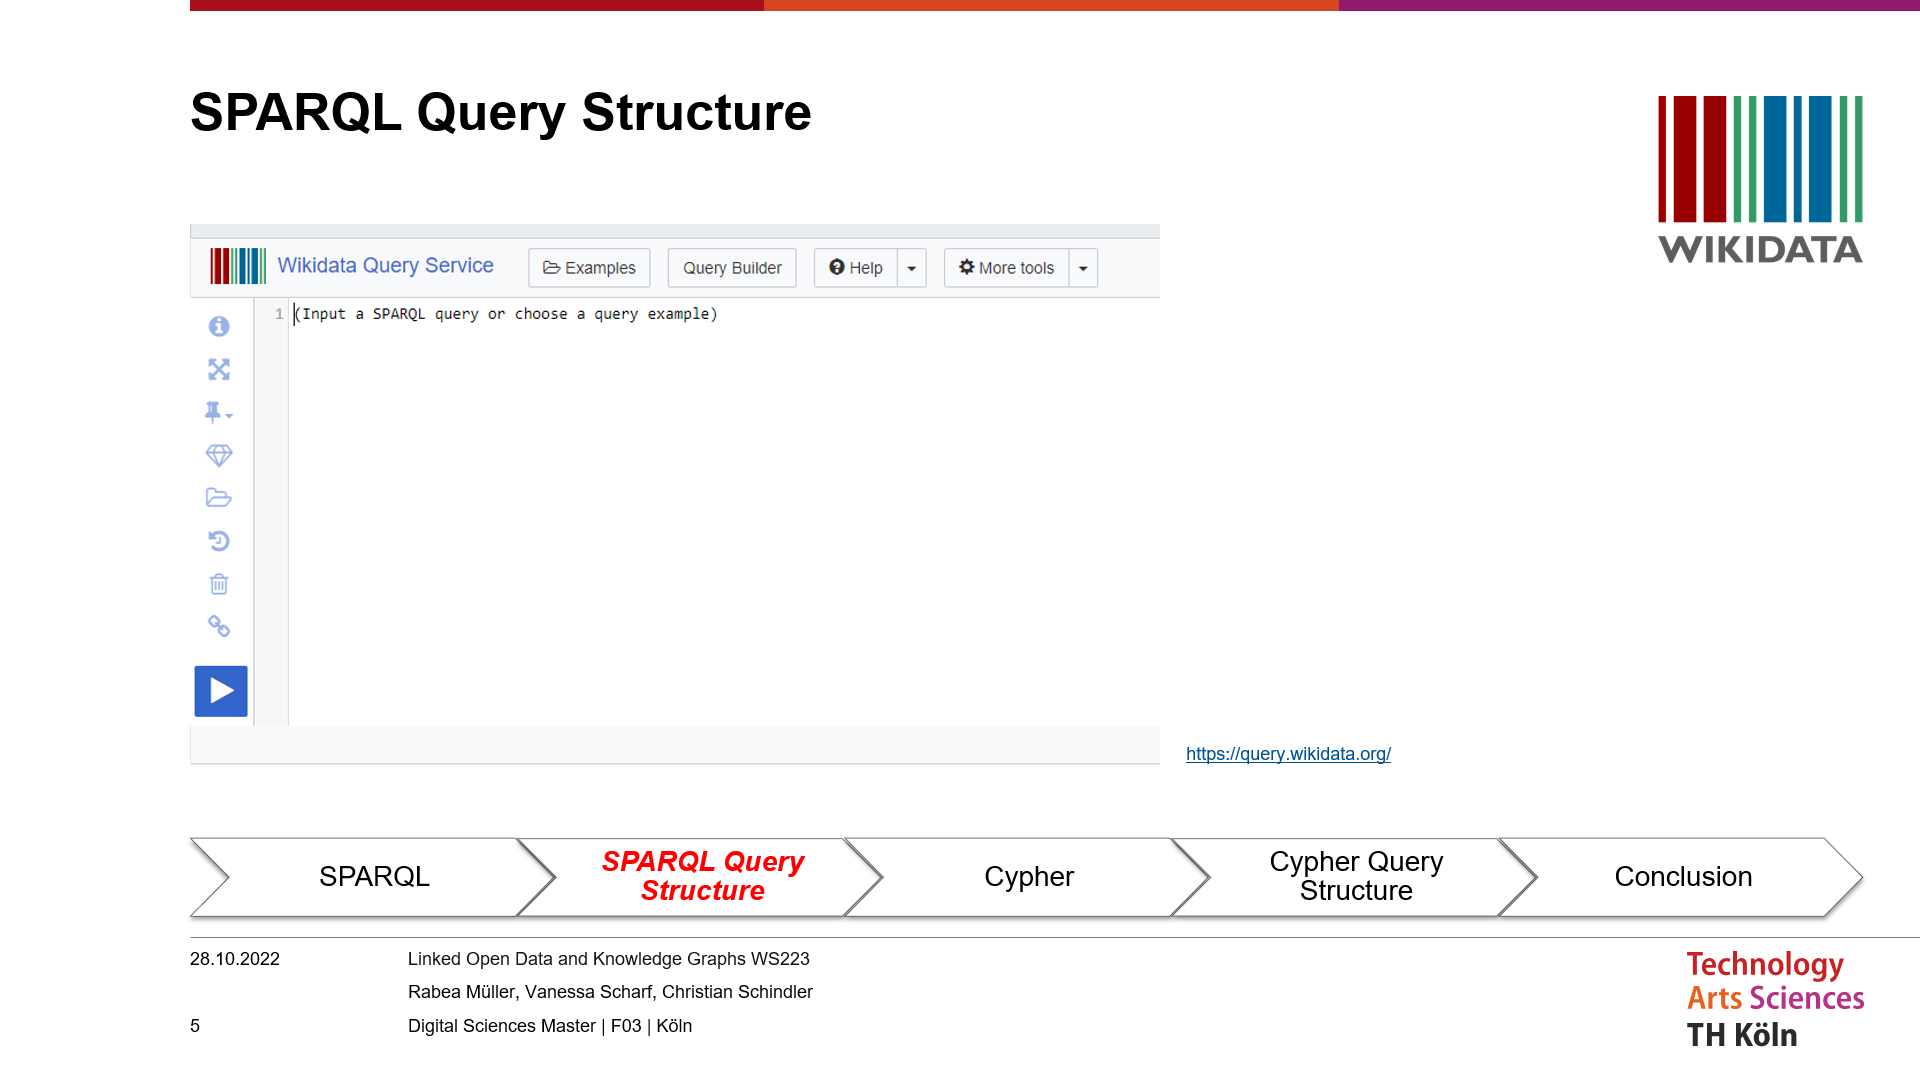 SPARQL Query Structure
WIKIDATA
Wikidata Query Service
Examples
Query Builder
Help
More tools
1 (Input a SPARQL query or choose a query example)
https://query.wikidata.org/
SPARQL
SPARQL Query
Structure
Cypher
Cypher Query
Structure
Conclusion
28.10.2022
Linked Open Data and Knowledge Graphs WS223
Rabea Müller, Vanessa Scharf, Christian Schindler
5
Digital Sciences Master | F03 | Köln
Technology
Arts Sciences
TH Köln